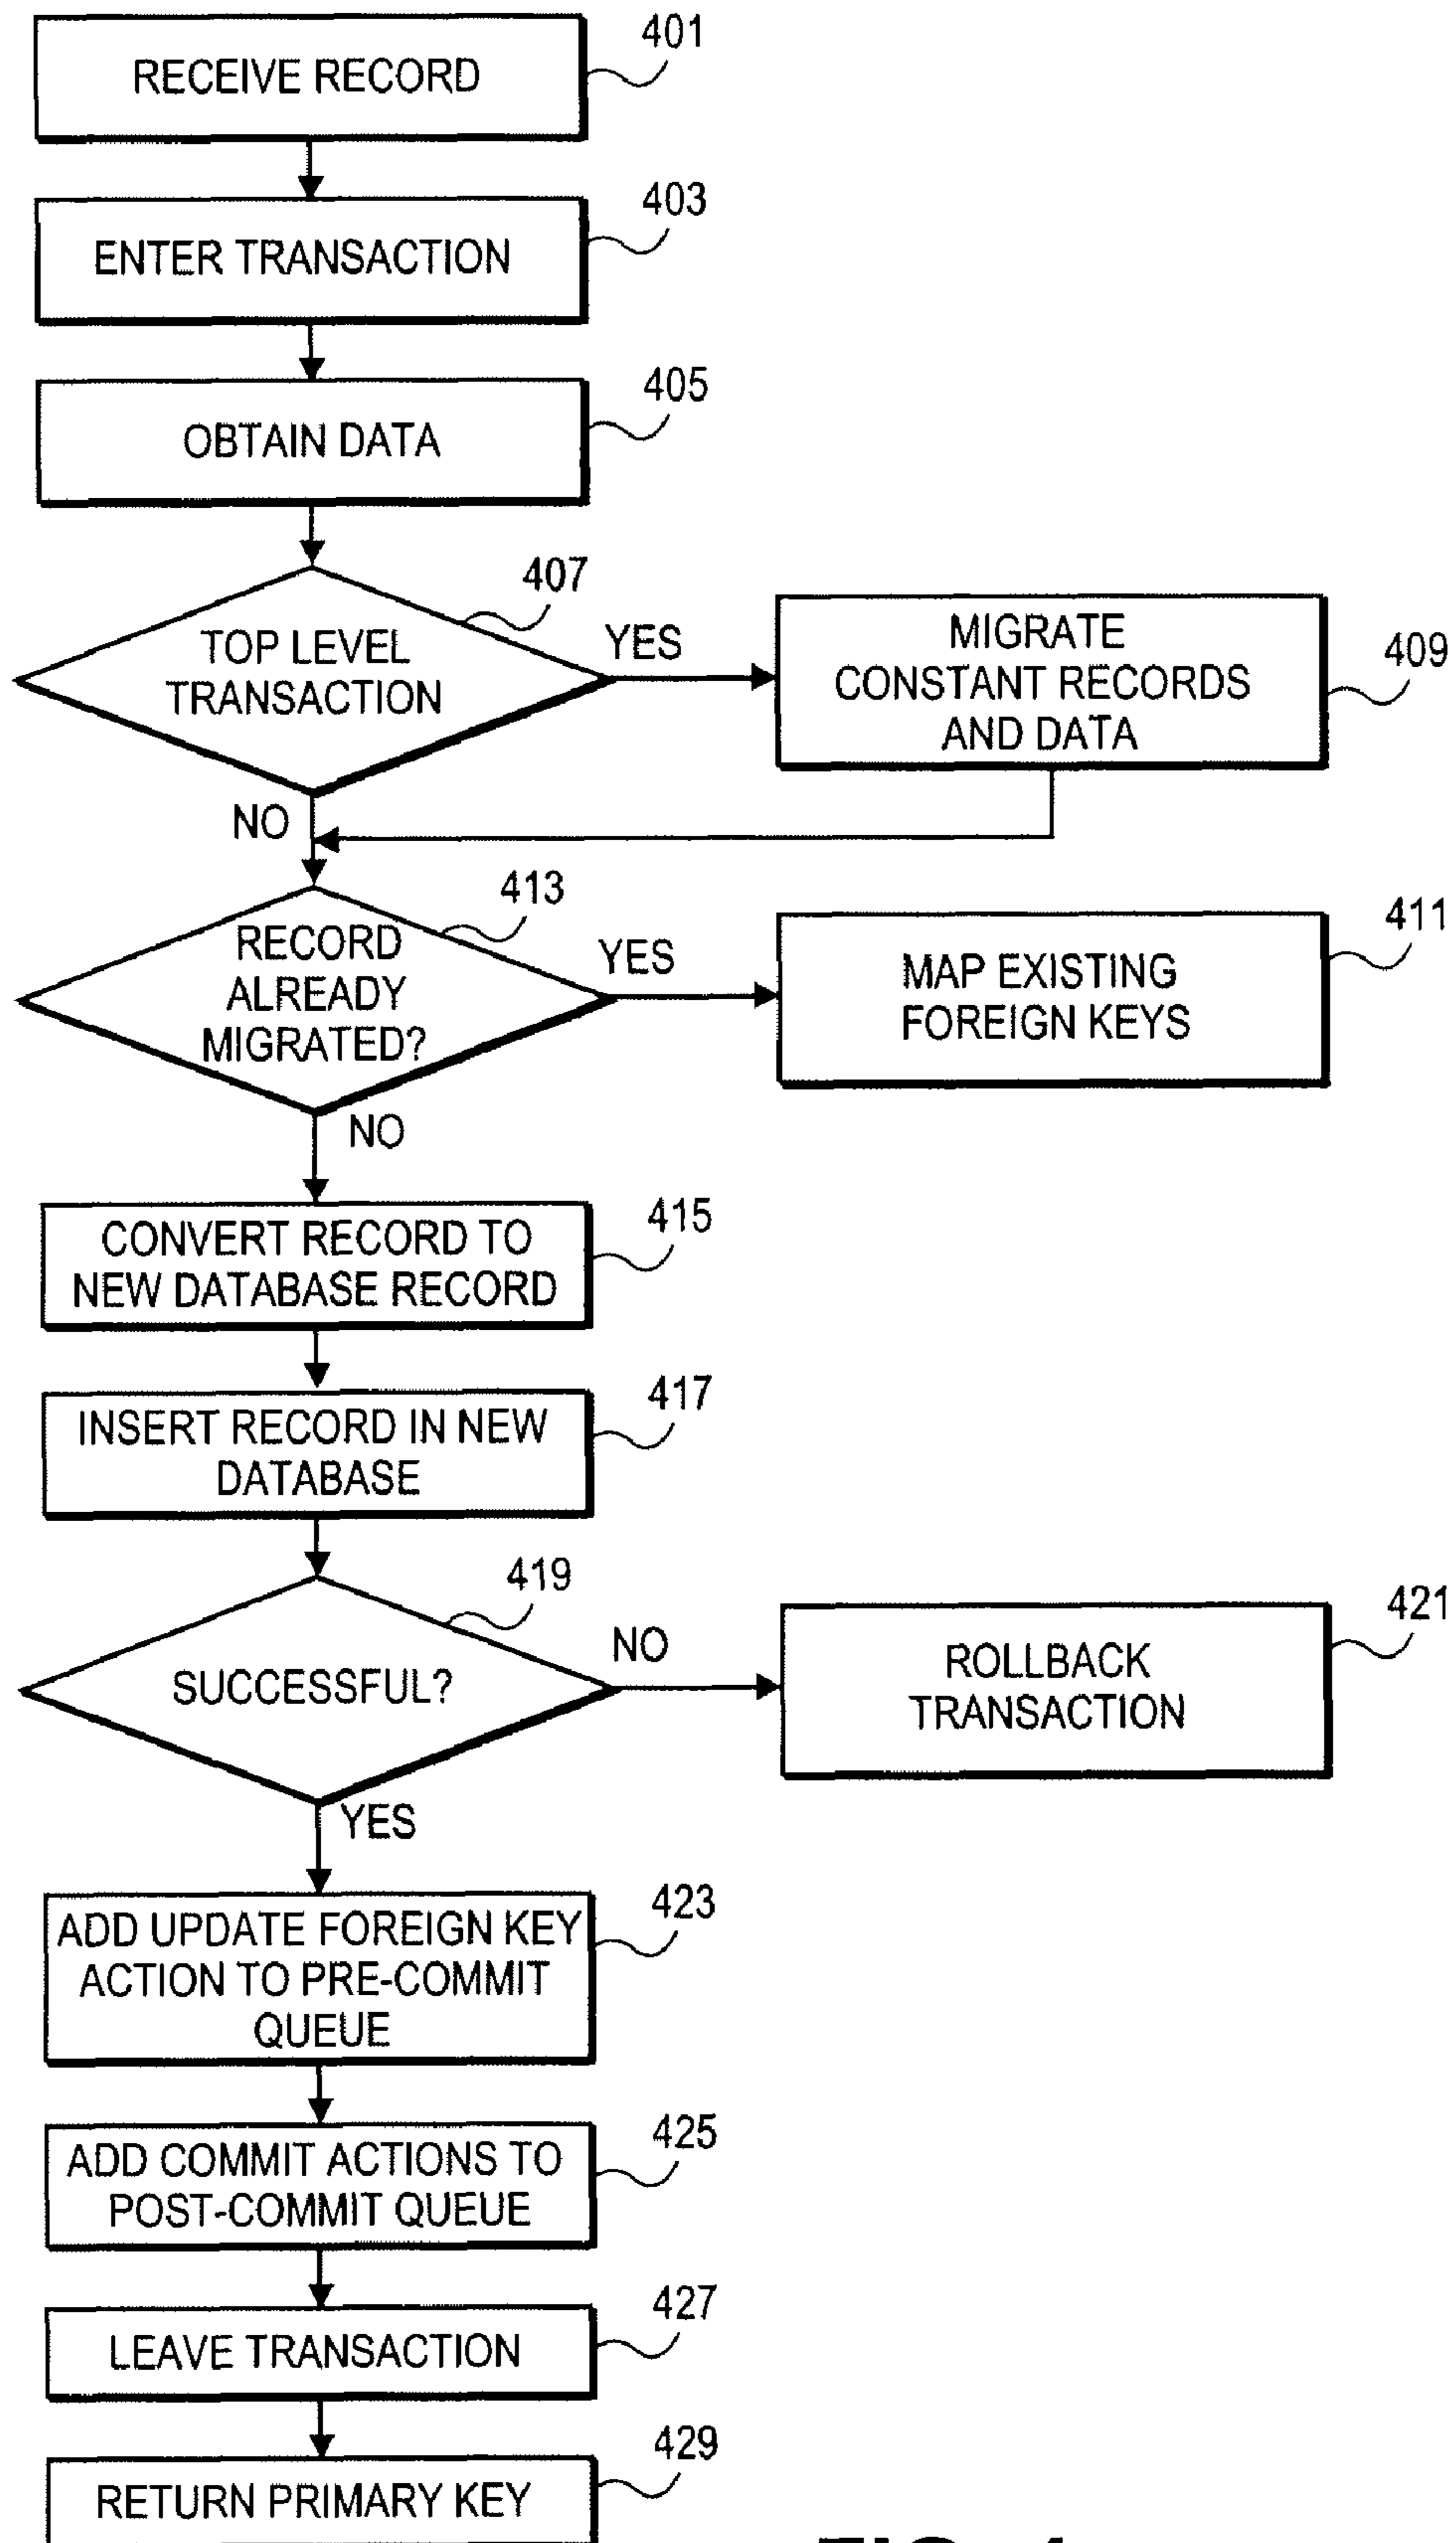 401
RECEIVE RECORD
403
ENTER TRANSACTION
405
OBTAIN DATA
407
TOP LEVEL
TRANSACTION
YES
MIGRATE
CONSTANT RECORDS
AND DATA
409
NO
413
RECORD
ALREADY
MIGRATED?
YES
MAP EXISTING
FOREIGN KEYS
411
NO
415
CONVERT RECORD TO
NEW DATABASE RECORD
417
INSERT RECORD IN NEW
DATABASE
419
SUCCESSFUL?
NO
ROLLBACK
TRANSACTION
421
YES
423
ADD UPDATE FOREIGN KEY
ACTION TO PRE-COMMIT
QUEUE
425
ADD COMMIT ACTIONS TO
POST-COMMIT QUEUE
427
LEAVE TRANSACTION
429
RETURN PRIMARY KEY